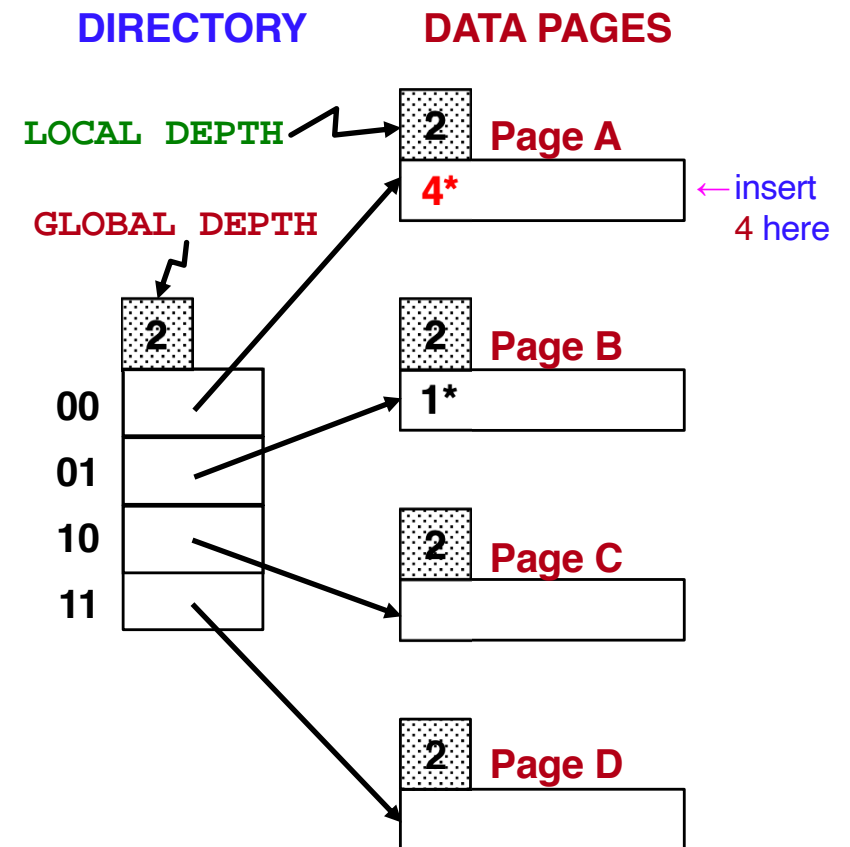 DIRECTORY
DATA PAGES
LOCAL DEPTH
2
Page A
4*
←insert
4 here
GLOBAL DEPTH
2
2
Page B
00
1*
01
10
2
Page C
11
2
Page D